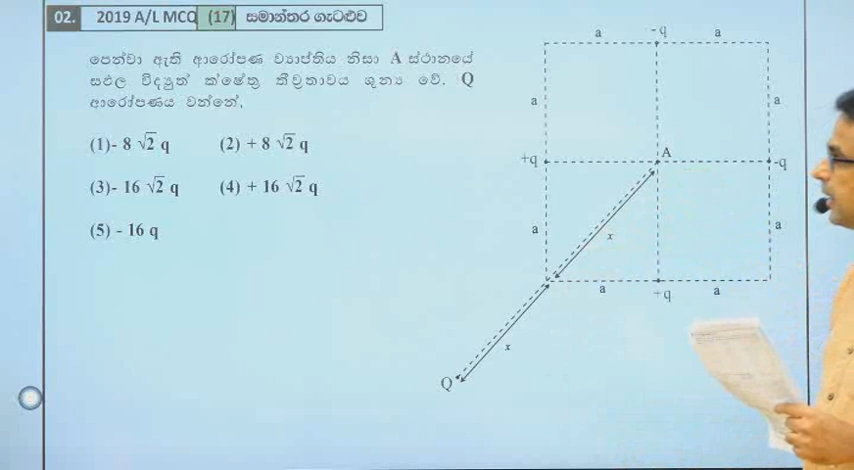 02. 2019 A/L MCQ (17) සමාන්තර ගැටළුව
පෙන්වා ඇති ආරෝපණ ව්‍යාප්තිය නිසා A ස්ථානයේ
සඵල විද්‍යුත් ක්ෂේත්‍ර තීව්‍රතාවය ශුන්‍ය වේ. Q
ආරෝපණය වන්නේ,
(1)- 8 √2 q (2) + 8 √2 q
(3)- 16 √2 q (4) + 16 √2 q
(5) - 16 q
a -q a
a a
+q A -q
a x a
a +q a
x
Q